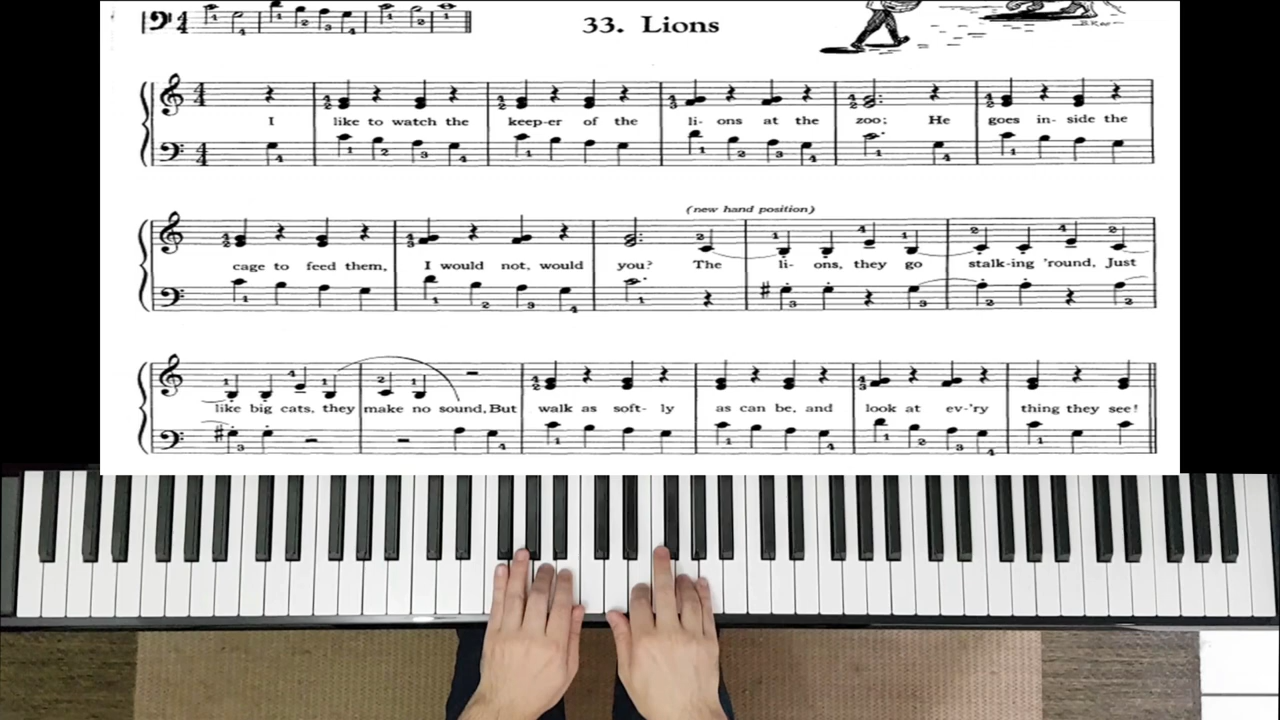 33. Lions
I like to watch the keep-er of the li- ons at the zoo; He goes in- side the
(new hand position)
cage to feed them, I would not, would you? The li- ons, they go stalk-ing 'round, Just
like big cats, they make no sound, But walk as soft- ly as can be, and look at ev-'ry thing they see!